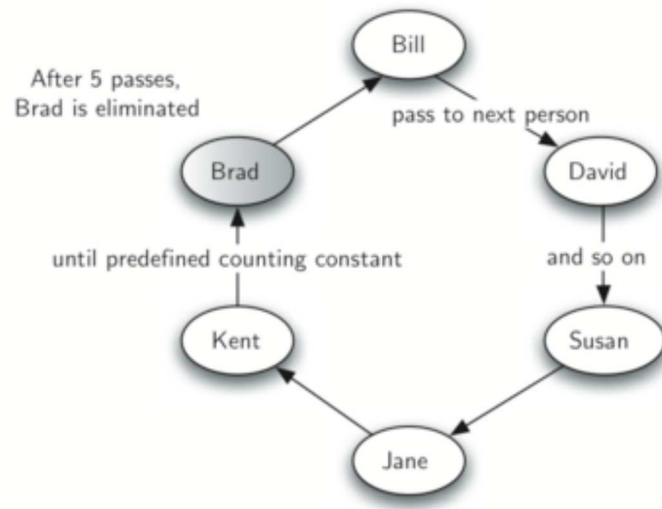 Bill
After 5 passes,
Brad is eliminated
pass to next person
Brad
David
until predefined counting constant
and so on
Kent
Susan
Jane